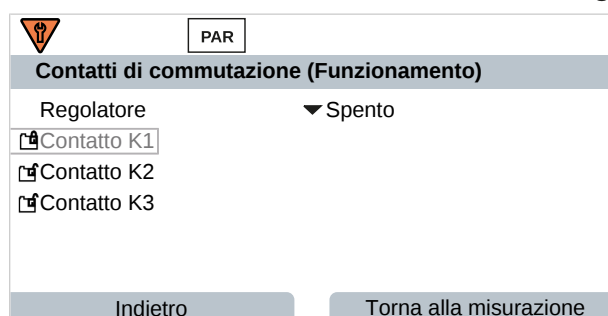 PAR
Contatti di commutazione (Funzionamento)
Regolatore Spento
Contatto K1
Contatto K2
Contatto K3
Indietro Torna alla misurazione